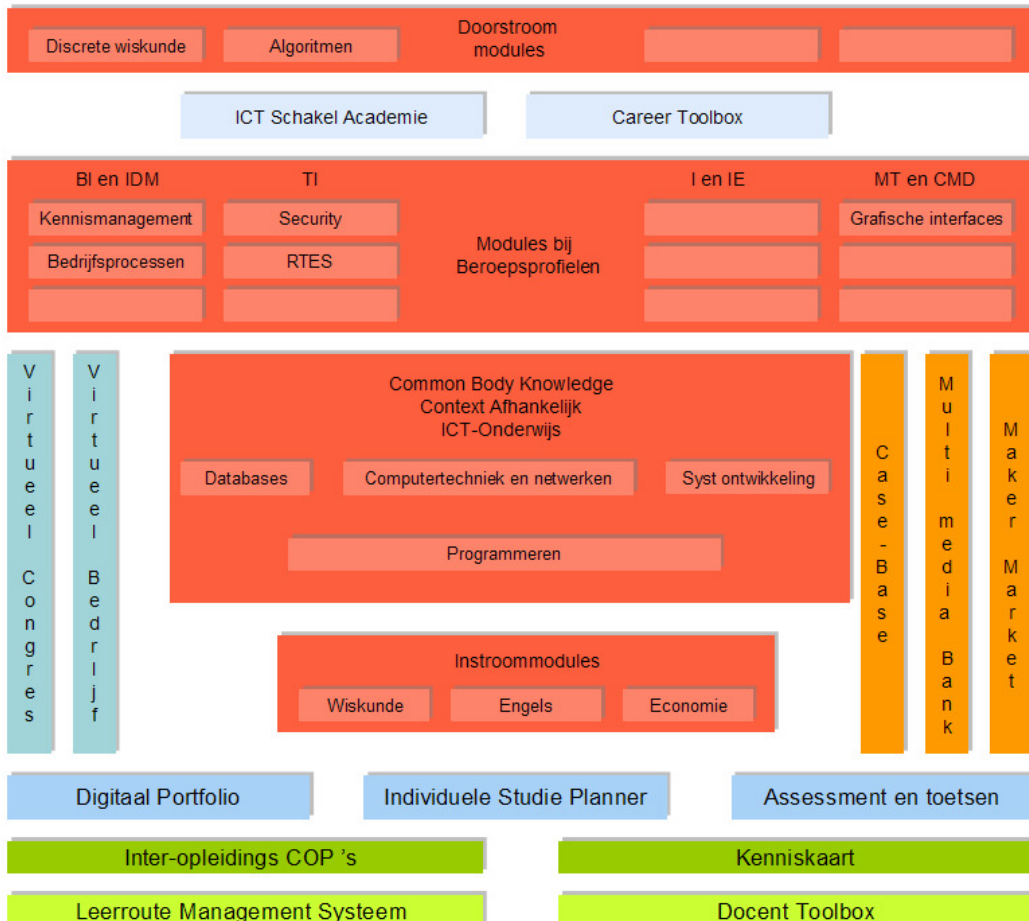 Doorstroom
modules
Discrete wiskunde
Algoritmen
ICT Schakel Academie
Career Toolbox
BI en IDM
TI
I en IE
MT en CMD
Kennismanagement
Security
Grafische interfaces
Bedrijfsprocessen
RTES
Modules bij
Beroepsprofielen
Virtueel Congres
Virtueel BedrIjf
Common Body Knowledge
Context Afhankelijk
ICT-Onderwijs
Databases
Computertechniek en netwerken
Syst ontwikkeling
Programmeren
Case-Base
Multi media Bank
Maker Market
Instroommodules
Wiskunde
Engels
Economie
Digitaal Portfolio
Individuele Studie Planner
Assessment en toetsen
Inter-opleidings COP 's
Kenniskaart
Leerroute Management Systeem
Docent Toolbox